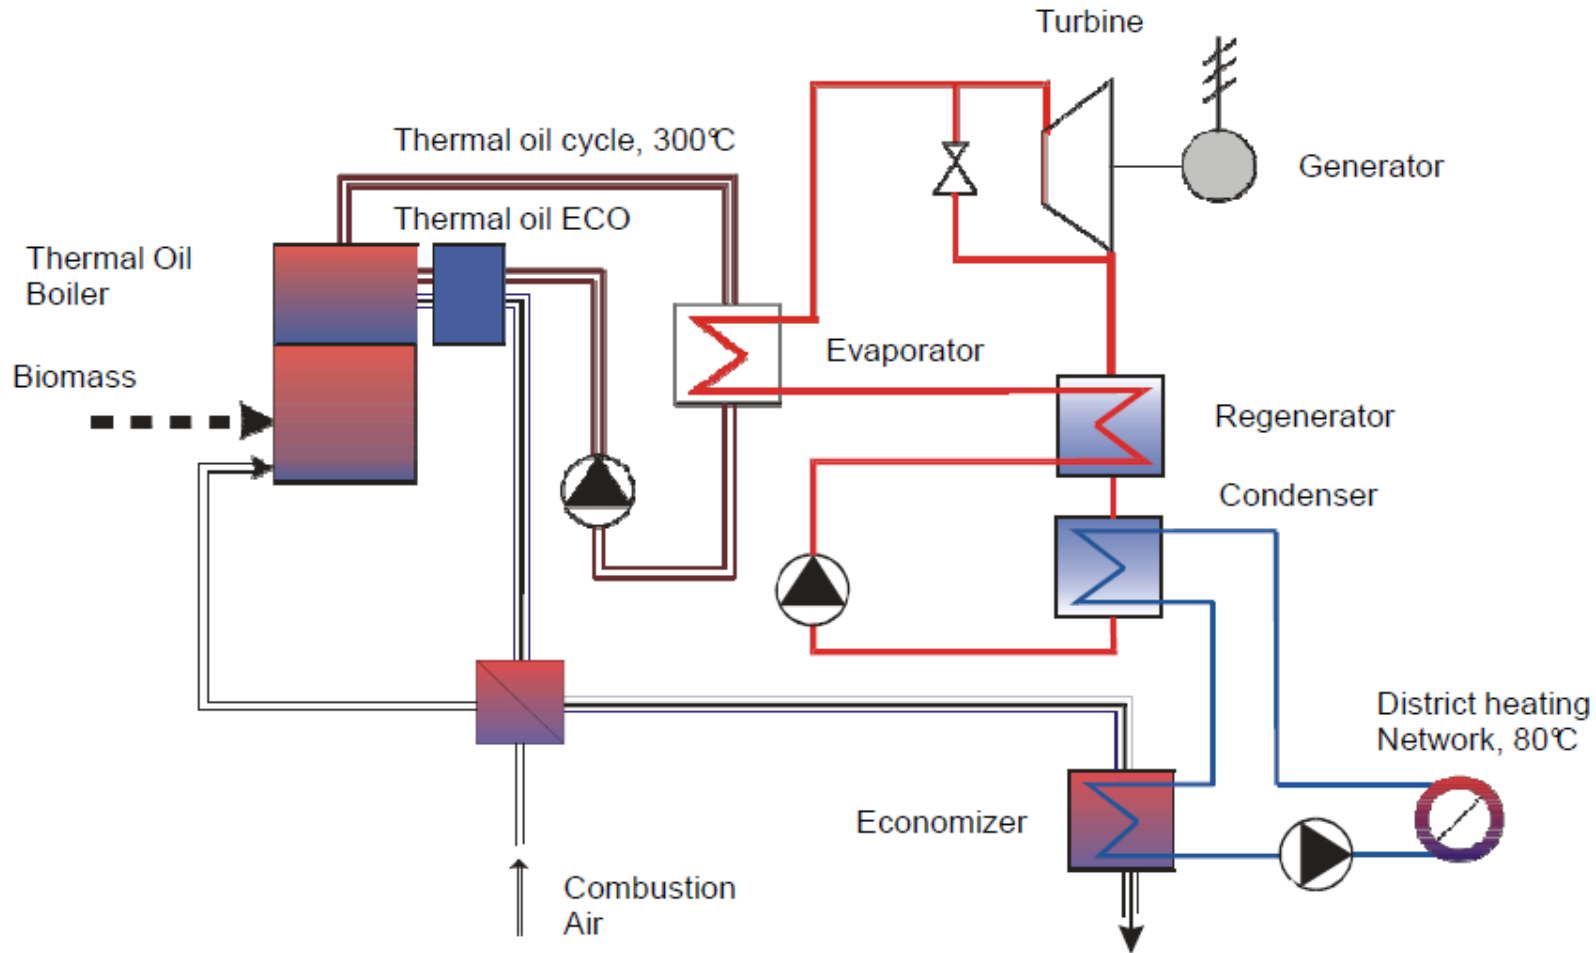 Turbine
Thermal oil cycle, 300°C
Generator
Thermal oil ECO
Thermal Oil
Boiler
Evaporator
Biomass
Regenerator
Condenser
District heating
Network, 80°C
Economizer
Combustion
Air